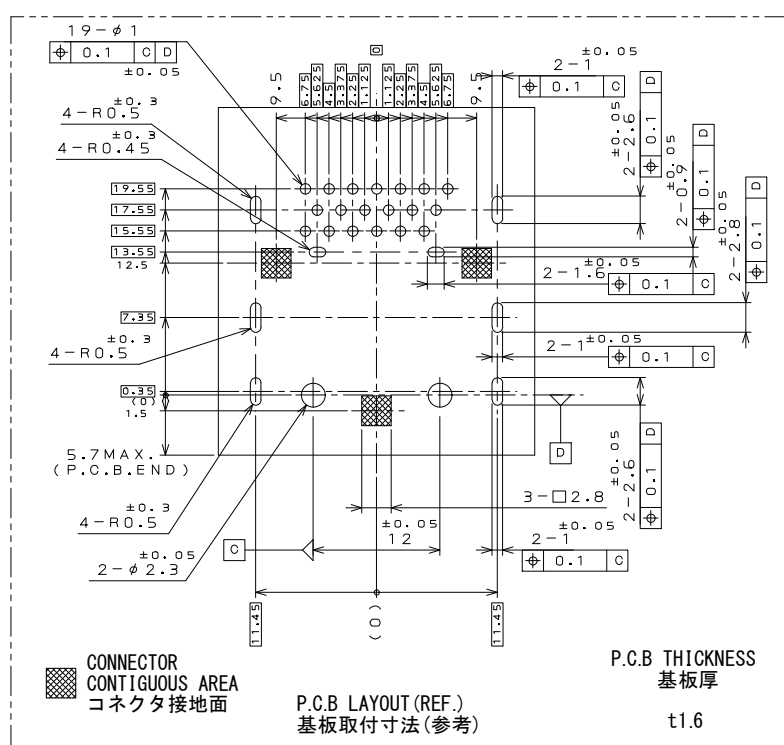 19-φ1
⌖ 0.1 C D
±0.05
9.5
6.75
5.625
4.5
3.375
2.25
1.125
0
1.125
2.25
3.375
4.5
5.625
6.75
9.5
±0.05
2-1
⌖ 0.1 C
±0.05
2-2.6
⌖ 0.1 D
±0.3
4-R0.5
±0.3
4-R0.45
±0.05
2-0.9
⌖ 0.1 D
±0.05
2-2.8
⌖ 0.1 D
19.55
17.55
15.55
13.55
12.5
±0.05
2-1.6
⌖ 0.1 C
7.35
±0.3
4-R0.5
±0.05
2-1
⌖ 0.1 C
0.35
(0)
1.5
5.7MAX.
(P.C.B.END)
D
±0.05
2-2.6
⌖ 0.1 D
±0.3
4-R0.5
3-□2.8
±0.05
12
±0.05
2-φ2.3
C
±0.05
2-1
⌖ 0.1 C
11.45
(0)
11.45
CONNECTOR
CONTIGUOUS AREA
コネクタ接地面
P.C.B LAYOUT(REF.)
基板取付寸法(参考)
P.C.B THICKNESS
基板厚
t1.6